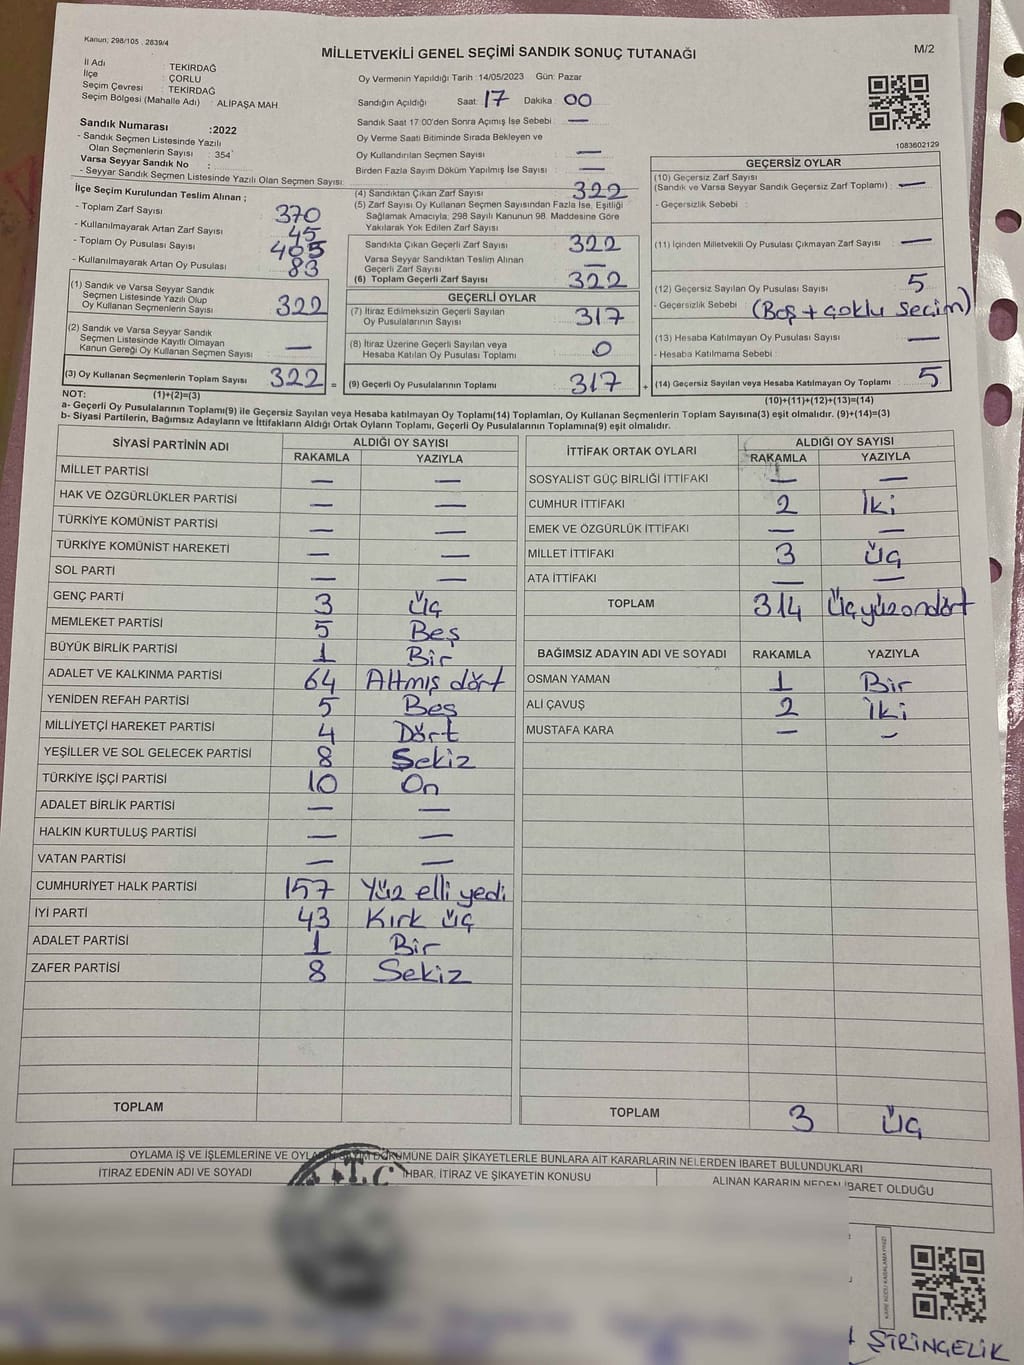 Kanun; 298/105 , 2839/4
MİLLETVEKİLİ GENEL SEÇİMİ SANDIK SONUÇ TUTANAĞI
M/2
İl Adı : TEKİRDAĞ
İlçe : ÇORLU
Seçim Çevresi : TEKİRDAĞ
Seçim Bölgesi (Mahalle Adı) : ALİPAŞA MAH.
Sandık Numarası :2022
- Sandık Seçmen Listesinde Yazılı
Olan Seçmenlerin Sayısı : 354
Varsa Seyyar Sandık No :
- Seyyar Sandık Seçmen Listesinde Yazılı Olan Seçmen Sayısı:
Oy Vermenin Yapıldığı Tarih : 14/05/2023 Gün: Pazar
Sandığın Açıldığı Saat: 17 Dakika : 00
Sandık Saat 17:00'den Sonra Açımış İse Sebebi : —
Oy Verme Saati Bitiminde Sırada Bekleyen ve
Oy Kullandırılan Seçmen Sayısı —
Birden Fazla Sayım Döküm Yapılmış İse Sayısı : —
1083602129
İlçe Seçim Kurulundan Teslim Alınan ;
- Toplam Zarf Sayısı : 370
- Kullanılmayarak Artan Zarf Sayısı : 45
- Toplam Oy Pusulası Sayısı : 405
- Kullanılmayarak Artan Oy Pusulası : 83
(1) Sandık ve Varsa Seyyar Sandık
Seçmen Listesinde Yazılı Olup
Oy Kullanan Seçmenlerin Sayısı : 322
(2) Sandık ve Varsa Seyyar Sandık
Seçmen Listesinde Kayıtlı Olmayan
Kanun Gereği Oy Kullanan Seçmen Sayısı : —
(3) Oy Kullanan Seçmenlerin Toplam Sayısı 322 =
(4) Sandıktan Çıkan Zarf Sayısı : 322
(5) Zarf Sayısı Oy Kullanan Seçmen Sayısından Fazla İse, Eşitliği
Sağlamak Amacıyla, 298 Sayılı Kanunun 98. Maddesine Göre
Yakılarak Yok Edilen Zarf Sayısı :
Sandıkta Çıkan Geçerli Zarf Sayısı : 322
Varsa Seyyar Sandıktan Teslim Alınan
Geçerli Zarf Sayısı : —
(6) Toplam Geçerli Zarf Sayısı : 322
GEÇERLİ OYLAR
(7) İtiraz Edilmeksizin Geçerli Sayılan
Oy Pusulalarının Sayısı : 317
(8) İtiraz Üzerine Geçerli Sayılan veya
Hesaba Katılan Oy Pusulası Toplamı : 0
(9) Geçerli Oy Pusulalarının Toplamı : 317 +
GEÇERSİZ OYLAR
(10) Geçersiz Zarf Sayısı
(Sandık ve Varsa Seyyar Sandık Geçersiz Zarf Toplamı) : —
- Geçersizlik Sebebi :
(11) İçinden Milletvekili Oy Pusulası Çıkmayan Zarf Sayısı : —
(12) Geçersiz Sayılan Oy Pusulası Sayısı : 5
- Geçersizlik Sebebi : (Boş + çoklu seçim)
(13) Hesaba Katılmayan Oy Pusulası Sayısı : —
- Hesaba Katılmama Sebebi :
(14) Geçersiz Sayılan veya Hesaba Katılmayan Oy Toplamı : 5
NOT: (1)+(2)=(3)
(10)+(11)+(12)+(13)=(14)
a- Geçerli Oy Pusulalarının Toplamı(9) ile Geçersiz Sayılan veya Hesaba katılmayan Oy Toplamı(14) Toplamları, Oy Kullanan Seçmenlerin Toplam Sayısına(3) eşit olmalıdır. (9)+(14)=(3)
b- Siyasi Partilerin, Bağımsız Adayların ve İttifakların Aldığı Ortak Oyların Toplamı, Geçerli Oy Pusulalarının Toplamına(9) eşit olmalıdır.
SİYASİ PARTİNİN ADI ALDIĞI OY SAYISI
RAKAMLA YAZIYLA
MİLLET PARTİSİ — —
HAK VE ÖZGÜRLÜKLER PARTİSİ — —
TÜRKİYE KOMÜNİST PARTİSİ — —
TÜRKİYE KOMÜNİST HAREKETİ — —
SOL PARTİ — —
GENÇ PARTİ 3 Üç
MEMLEKET PARTİSİ 5 Beş
BÜYÜK BİRLİK PARTİSİ 1 Bir
ADALET VE KALKINMA PARTİSİ 64 Altmış dört
YENİDEN REFAH PARTİSİ 5 Beş
MİLLİYETÇİ HAREKET PARTİSİ 4 Dört
YEŞİLLER VE SOL GELECEK PARTİSİ 8 Sekiz
TÜRKİYE İŞÇİ PARTİSİ 10 On
ADALET BİRLİK PARTİSİ — —
HALKIN KURTULUŞ PARTİSİ — —
VATAN PARTİSİ — —
CUMHURİYET HALK PARTİSİ 157 Yüz elli yedi
İYİ PARTİ 43 Kırk üç
ADALET PARTİSİ 1 Bir
ZAFER PARTİSİ 8 Sekiz
TOPLAM
İTTİFAK ORTAK OYLARI ALDIĞI OY SAYISI
RAKAMLA YAZIYLA
SOSYALİST GÜÇ BİRLİĞİ İTTİFAKI — —
CUMHUR İTTİFAKI 2 İki
EMEK VE ÖZGÜRLÜK İTTİFAKI — —
MİLLET İTTİFAKI 3 Üç
ATA İTTİFAKI — —
TOPLAM 314 Üçyüzondört
BAĞIMSIZ ADAYIN ADI VE SOYADI RAKAMLA YAZIYLA
OSMAN YAMAN 1 Bir
ALİ ÇAVUŞ 2 İki
MUSTAFA KARA — —
TOPLAM 3 Üç
OYLAMA İŞ VE İŞLEMLERİNE VE OYLARIN SAYIM DÖKÜMÜNE DAİR ŞİKAYETLERLE BUNLARA AİT KARARLARIN NELERDEN İBARET BULUNDUKLARI
İTİRAZ EDENİN ADI VE SOYADI İHBAR, İTİRAZ VE ŞİKAYETİN KONUSU ALINAN KARARIN NEDEN İBARET OLDUĞU
T.C
ŞİRİNGELİK